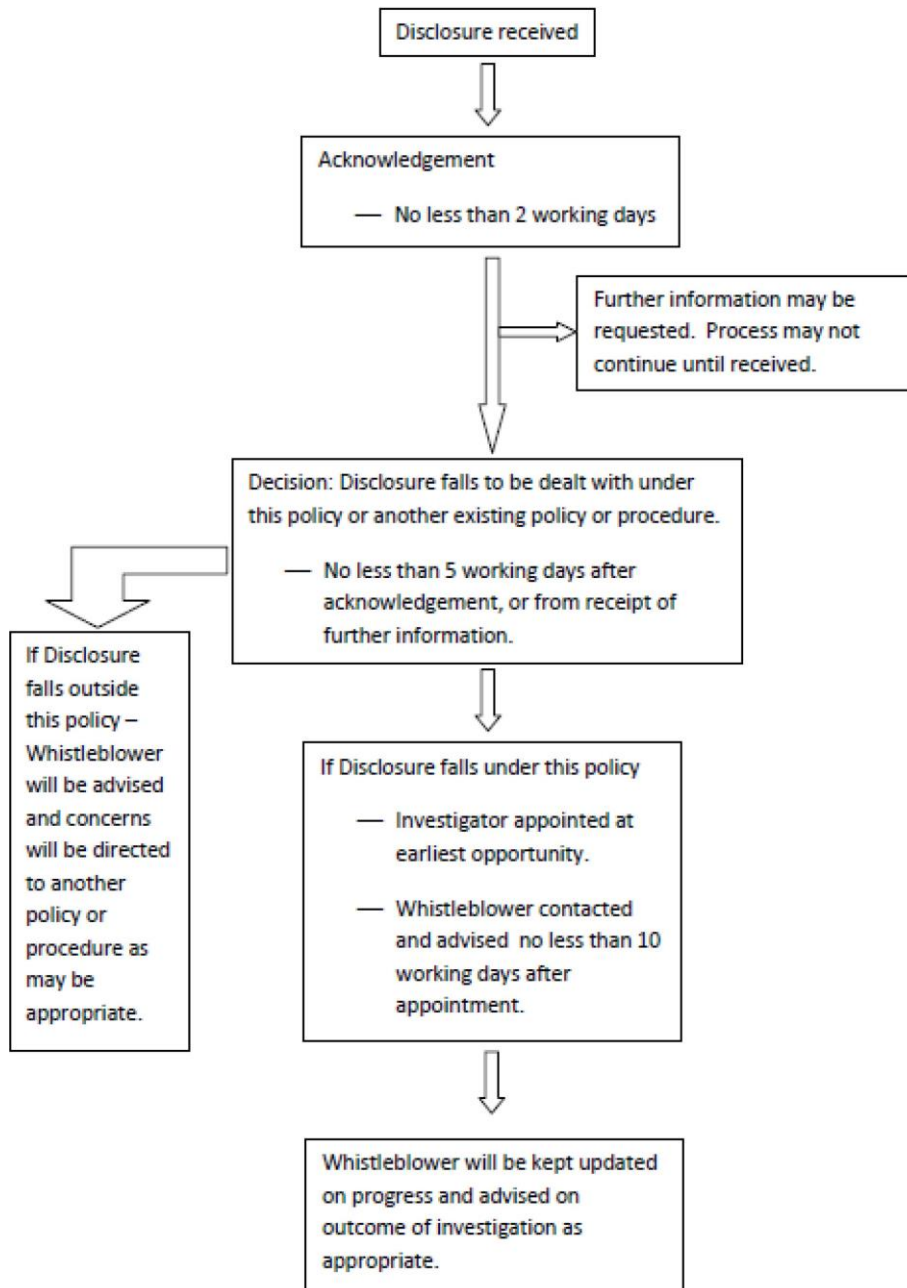 Disclosure received
Acknowledgement
— No less than 2 working days
Further information may be
requested. Process may not
continue until received.
Decision: Disclosure falls to be dealt with under
this policy or another existing policy or procedure.
— No less than 5 working days after
acknowledgement, or from receipt of
further information.
If Disclosure
falls outside
this policy –
Whistleblower
will be advised
and concerns
will be directed
to another
policy or
procedure as
may be
appropriate.
If Disclosure falls under this policy
— Investigator appointed at
earliest opportunity.
— Whistleblower contacted
and advised no less than 10
working days after
appointment.
Whistleblower will be kept updated
on progress and advised on
outcome of investigation as
appropriate.